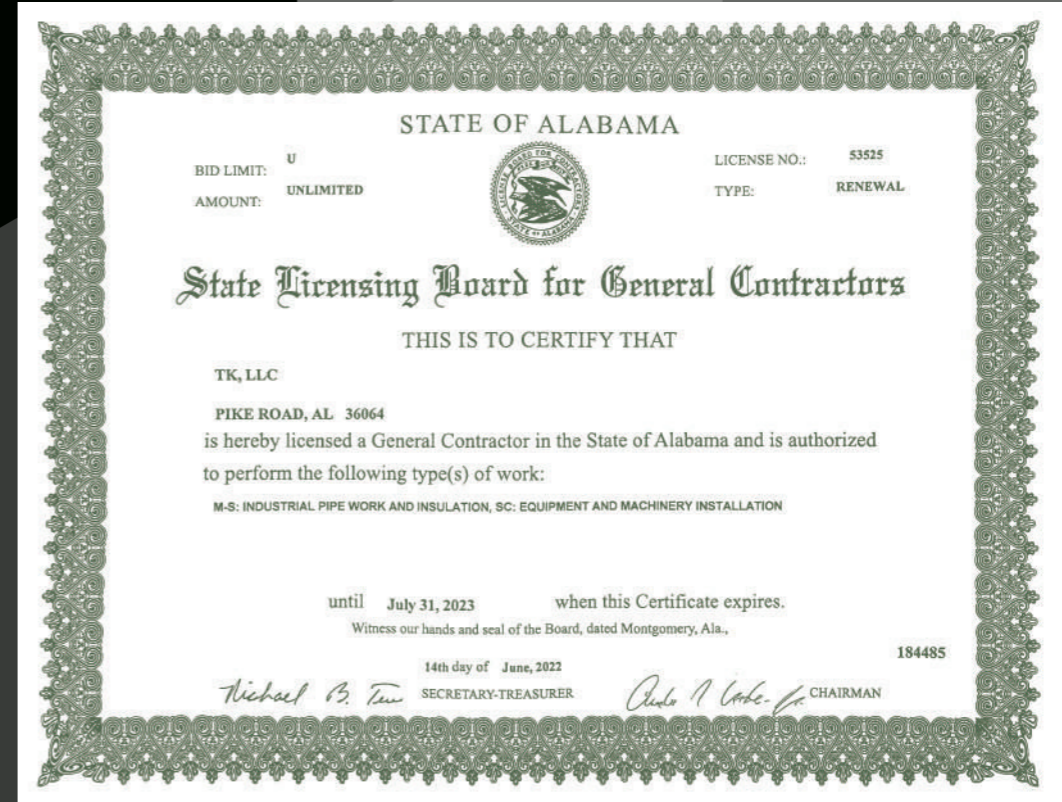 STATE OF ALABAMA
BID LIMIT: U
AMOUNT: UNLIMITED
LICENSE NO.: 53525
TYPE: RENEWAL
State Licensing Board for General Contractors
THIS IS TO CERTIFY THAT
TK, LLC
PIKE ROAD, AL 36064
is hereby licensed a General Contractor in the State of Alabama and is authorized
to perform the following type(s) of work:
M-S: INDUSTRIAL PIPE WORK AND INSULATION, SC: EQUIPMENT AND MACHINERY INSTALLATION
until July 31, 2023 when this Certificate expires.
Witness our hands and seal of the Board, dated Montgomery, Ala.,
184485
14th day of June, 2022
Michael B. SECRETARY-TREASURER
CHAIRMAN